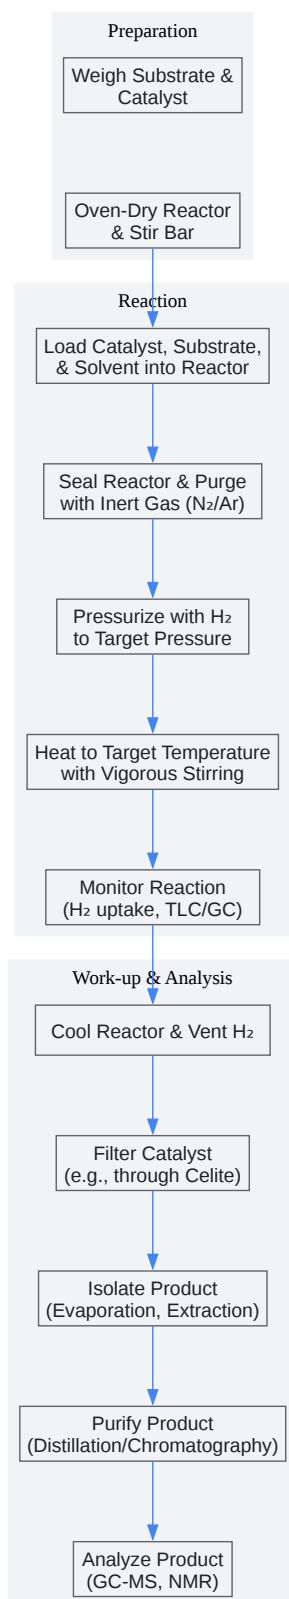 Preparation
Weigh Substrate &
Catalyst
Oven-Dry Reactor
& Stir Bar
Reaction
Load Catalyst, Substrate,
& Solvent into Reactor
Seal Reactor & Purge
with Inert Gas (N₂/Ar)
Pressurize with H₂
to Target Pressure
Heat to Target Temperature
with Vigorous Stirring
Monitor Reaction
(H₂ uptake, TLC/GC)
Work-up & Analysis
Cool Reactor & Vent H₂
Filter Catalyst
(e.g., through Celite)
Isolate Product
(Evaporation, Extraction)
Purify Product
(Distillation/Chromatography)
Analyze Product
(GC-MS, NMR)